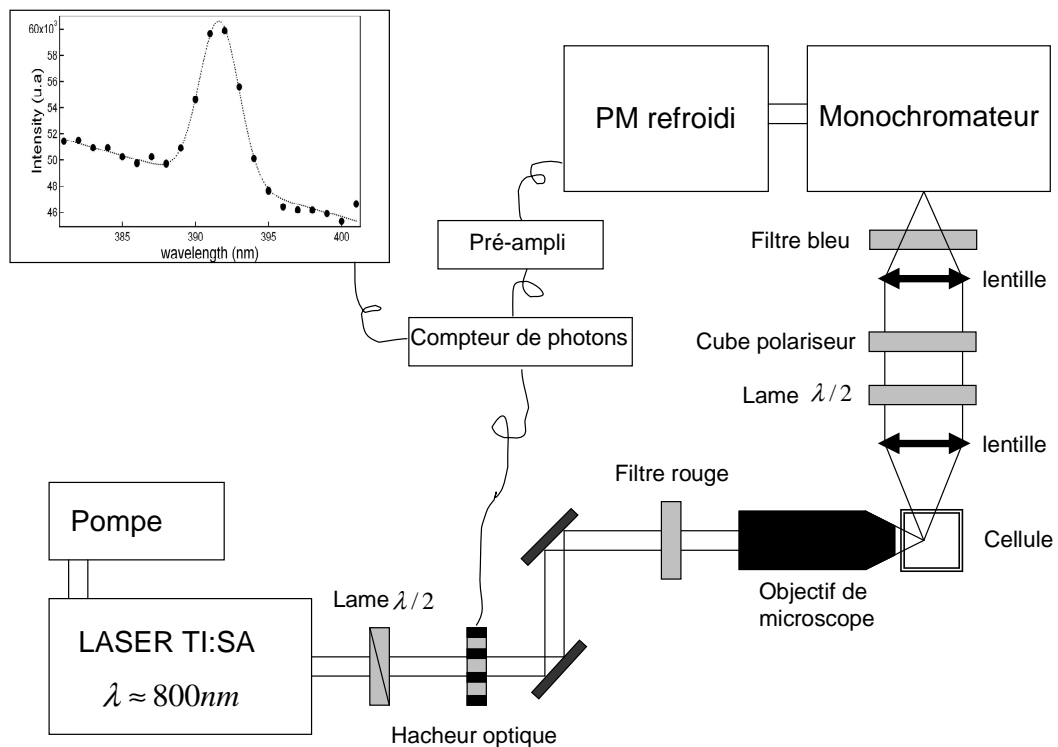 60x10³
58
56
54
52
50
48
46
Intensity (u.a)
385
390
395
400
wavelength (nm)
PM refroidi
Monochromateur
Pré-ampli
Compteur de photons
Filtre bleu
lentille
Cube polariseur
Lame λ/2
lentille
Filtre rouge
Cellule
Objectif de
microscope
Pompe
LASER TI:SA
λ ≈ 800nm
Lame λ/2
Hacheur optique